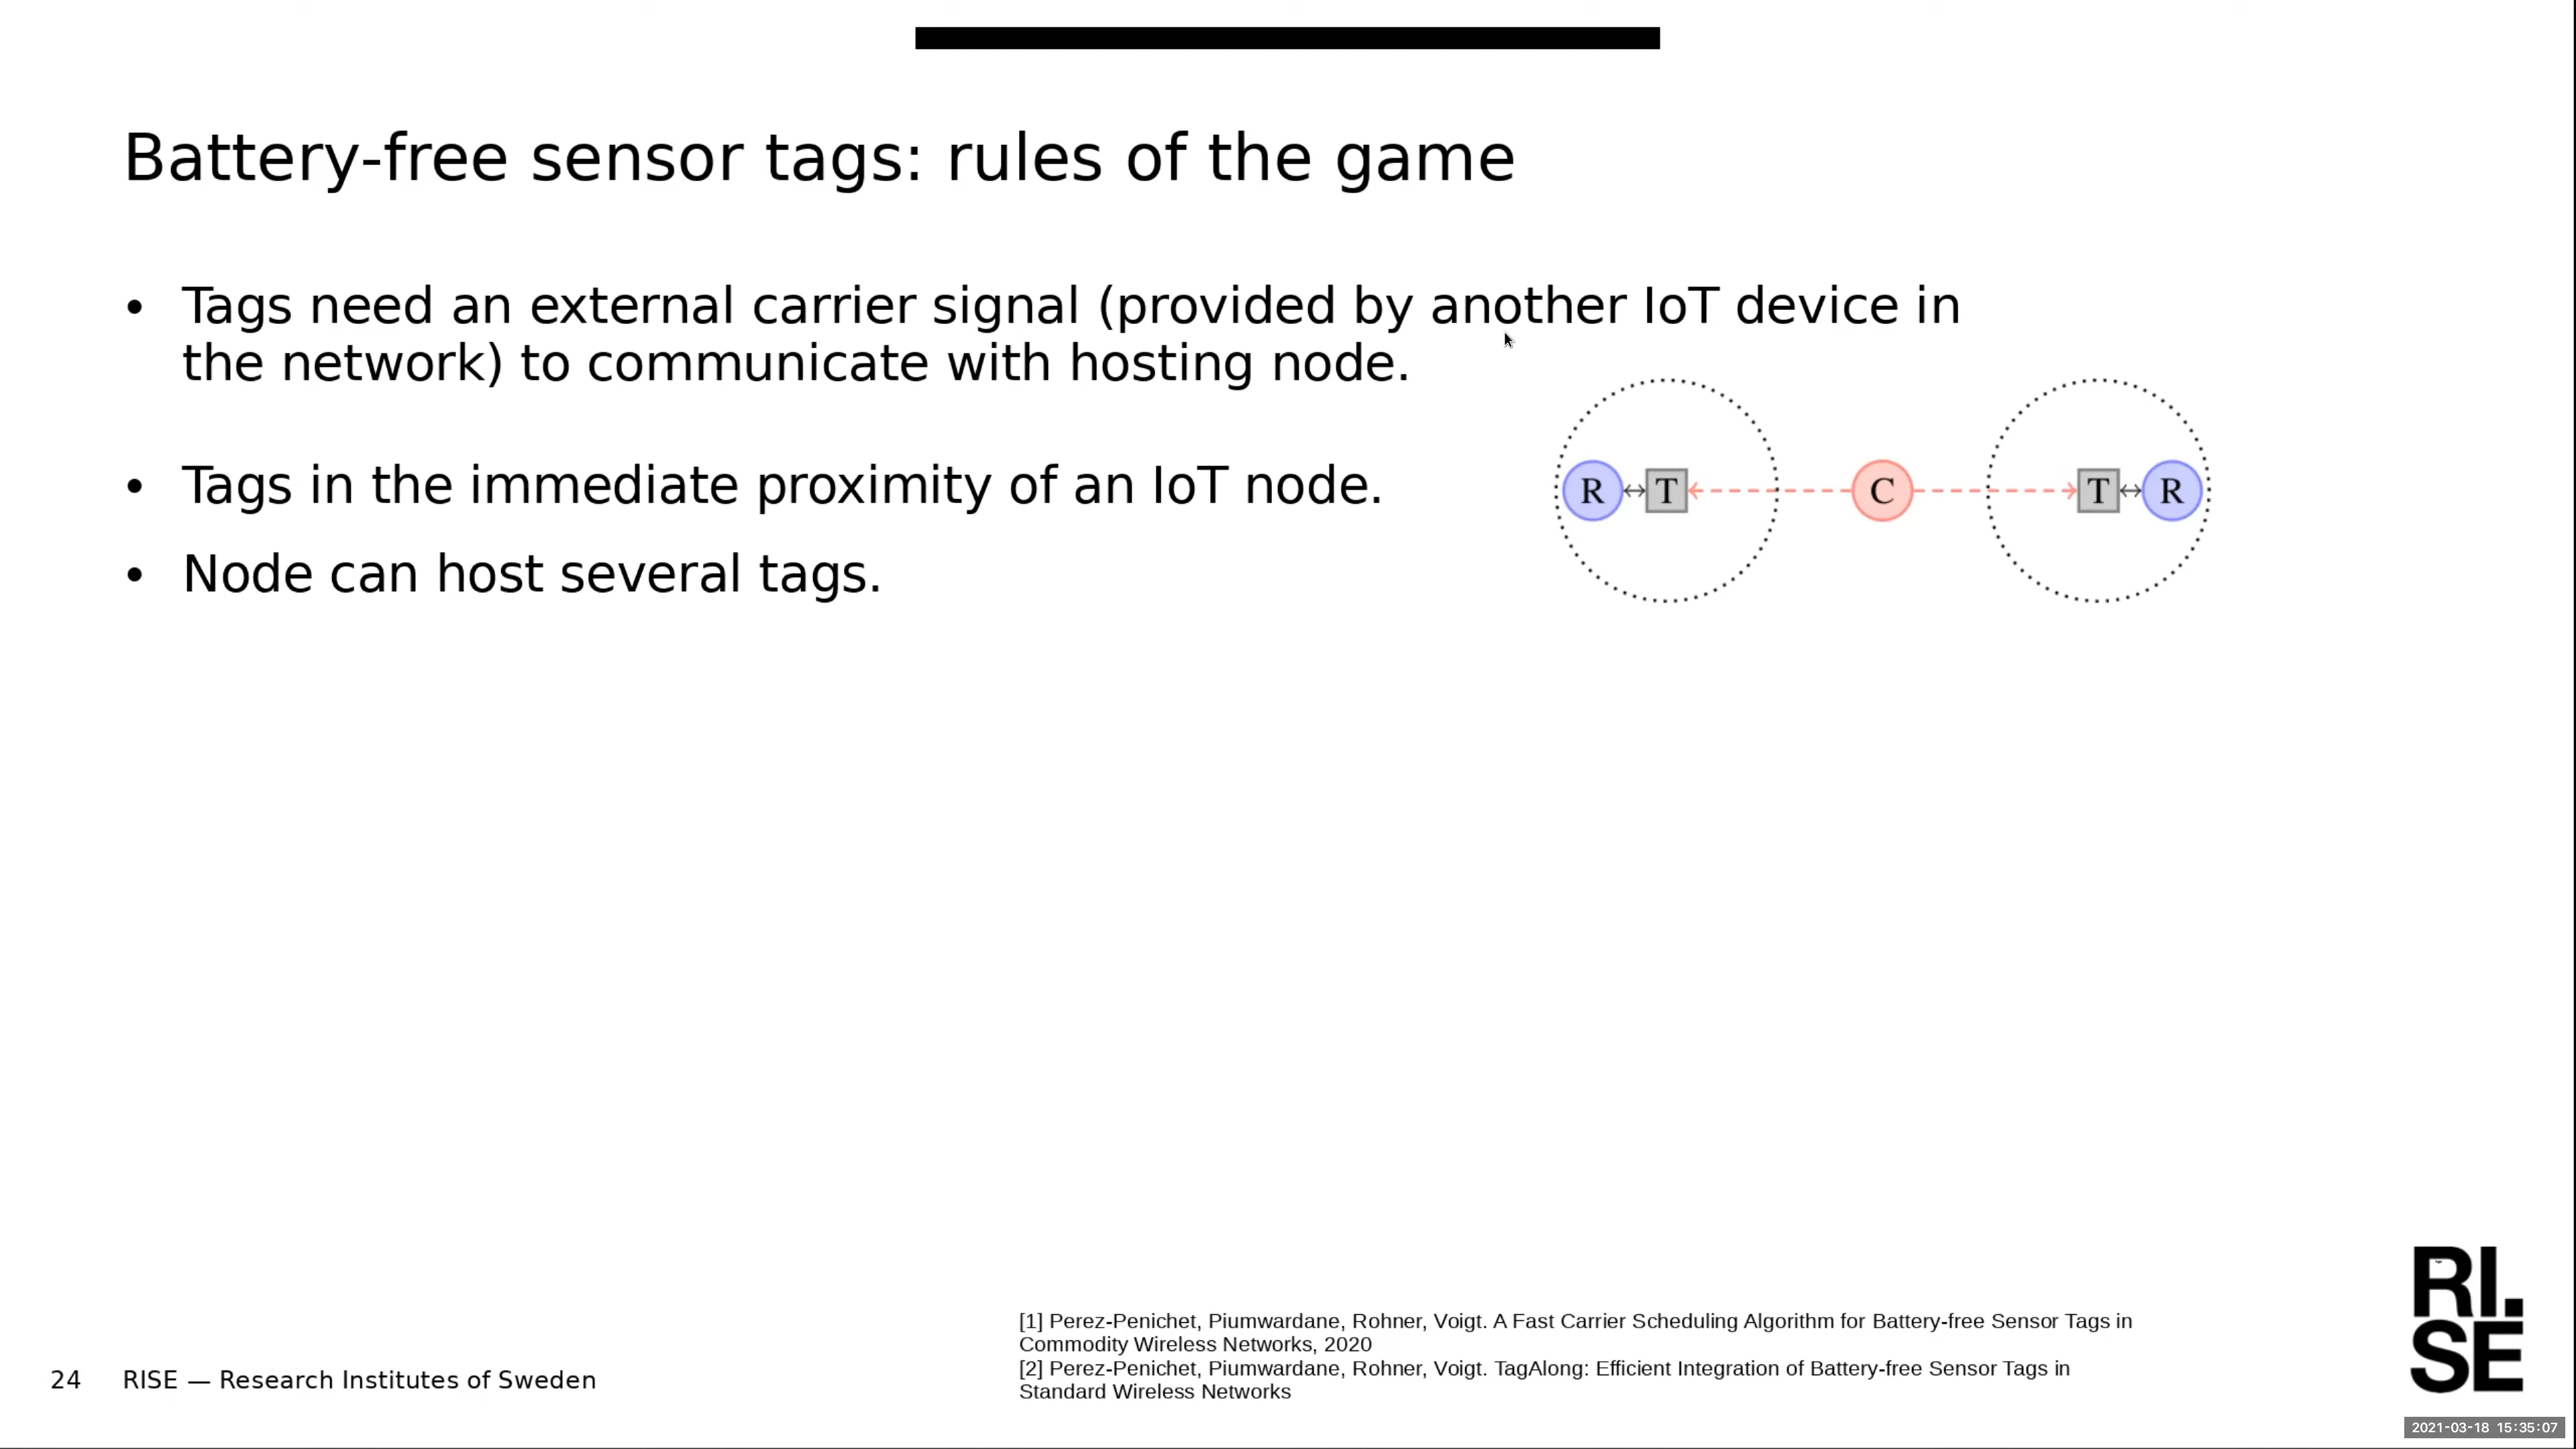 Battery-free sensor tags: rules of the game
• Tags need an external carrier signal (provided by another IoT device in
the network) to communicate with hosting node.
• Tags in the immediate proximity of an IoT node.
• Node can host several tags.
R T C T R
[1] Perez-Penichet, Piumwardane, Rohner, Voigt. A Fast Carrier Scheduling Algorithm for Battery-free Sensor Tags in
Commodity Wireless Networks, 2020
[2] Perez-Penichet, Piumwardane, Rohner, Voigt. TagAlong: Efficient Integration of Battery-free Sensor Tags in
Standard Wireless Networks
24 RISE — Research Institutes of Sweden
RI.
SE
2021-03-18 15:35:07